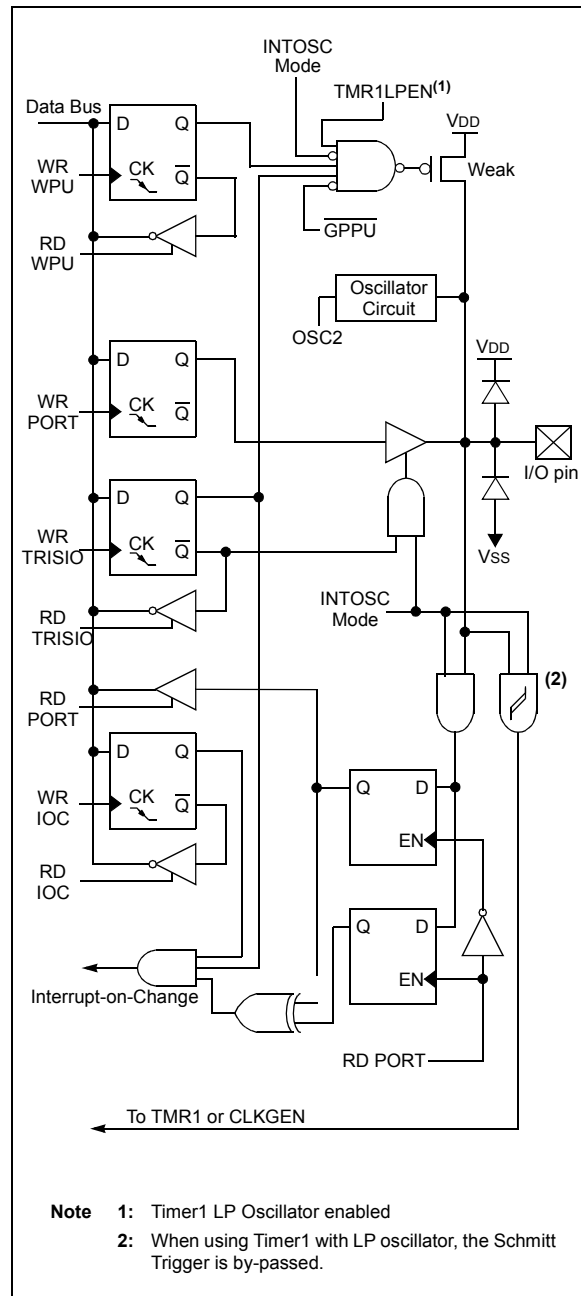 INTOSC
Mode
TMR1LPEN(1)
Data Bus
D Q
VDD
WR
WPU
CK
Q
Weak
RD
WPU
GPPU
Oscillator
Circuit
OSC2
D Q
VDD
WR
PORT
CK
Q
I/O pin
D Q
WR
TRISIO
CK
Q
VSS
INTOSC
Mode
RD
TRISIO
(2)
RD
PORT
D Q
WR
IOC
CK
Q
Q D
EN
RD
IOC
Q D
EN
Interrupt-on-Change
RD PORT
To TMR1 or CLKGEN
Note 1: Timer1 LP Oscillator enabled
2: When using Timer1 with LP oscillator, the Schmitt
Trigger is by-passed.